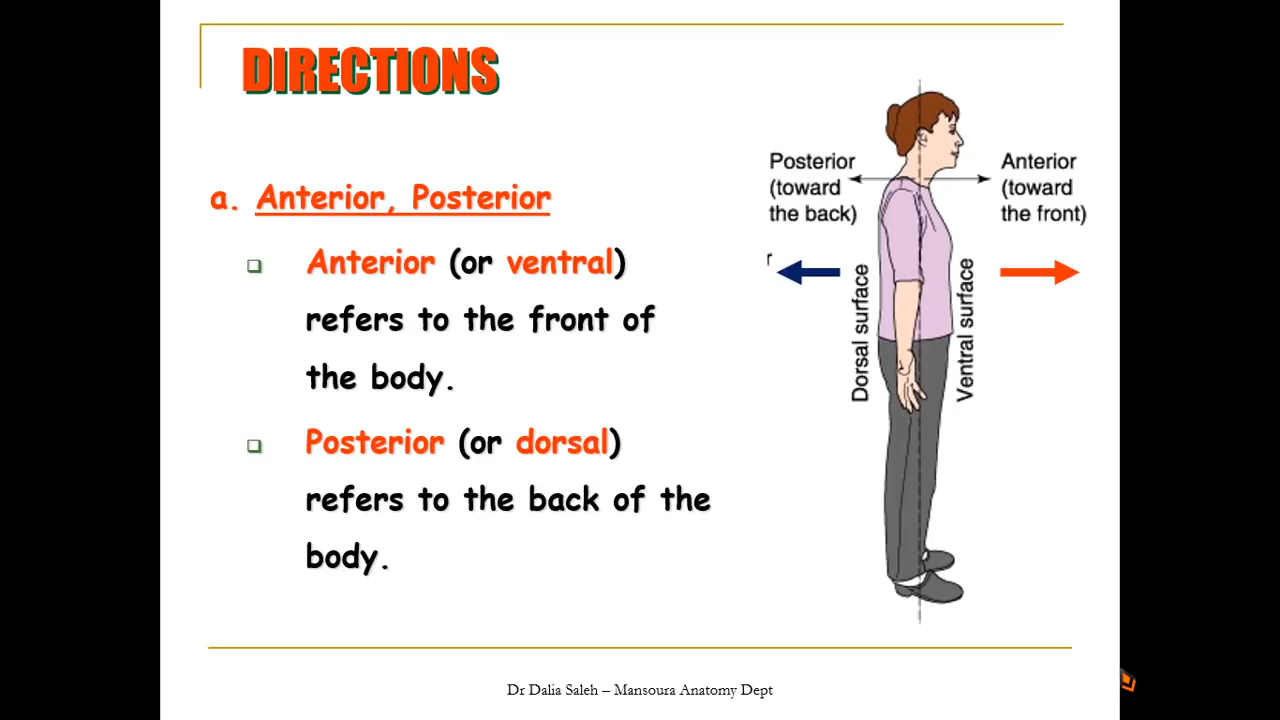 DIRECTIONS
a. Anterior, Posterior
Anterior (or ventral)
refers to the front of
the body.
Posterior (or dorsal)
refers to the back of the
body.
Posterior
(toward
the back)
Anterior
(toward
the front)
r
Dorsal surface
Ventral surface
Dr Dalia Saleh – Mansoura Anatomy Dept